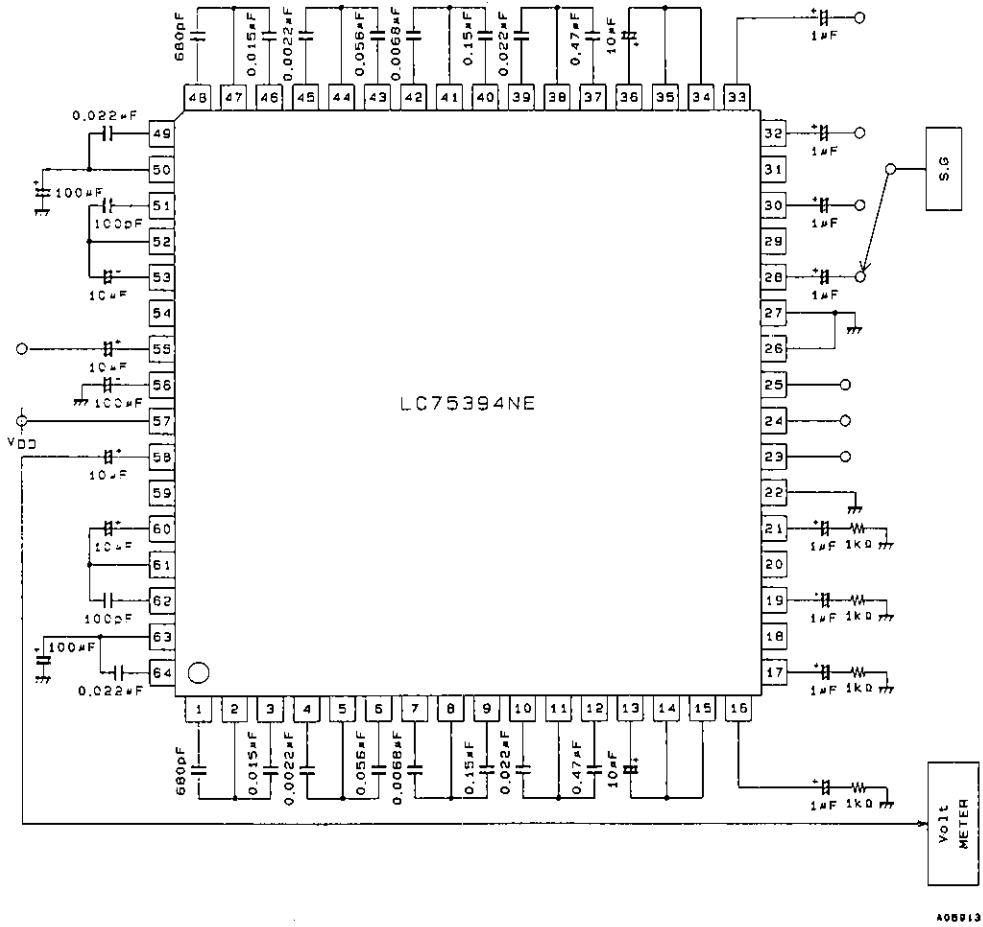 680pF
0.015μF
0.0022μF
0.056μF
0.0068μF
0.15μF
0.022μF
0.47μF
10μF
1μF
48 47 46 45 44 43 42 41 40 39 38 37 36 35 34 33
0.022μF
49
50
100μF
51
100pF
52
53
10μF
54
55
10μF
56
100μF
57
VDD
58
10μF
59
60
10μF
61
62
100pF
63
100μF
64
0.022μF
LC75394NE
32
1μF
31
S.G
30
1μF
29
28
1μF
27
26
25
24
23
22
21
1μF 1kΩ
20
19
1μF 1kΩ
18
17
1μF 1kΩ
1 2 3 4 5 6 7 8 9 10 11 12 13 14 15 16
680pF
0.015μF
0.0022μF
0.056μF
0.0068μF
0.15μF
0.022μF
0.47μF
10μF
1μF 1kΩ
Volt
METER
A05913